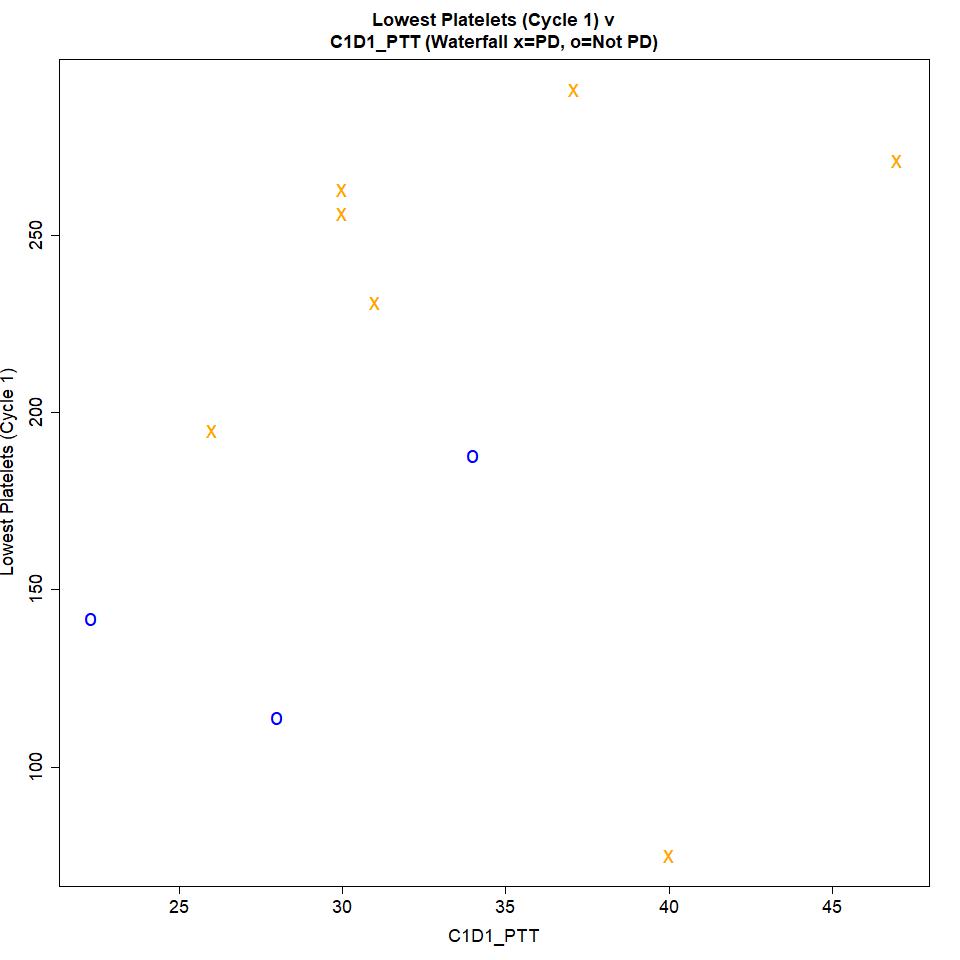 Lowest Platelets (Cycle 1) v
C1D1_PTT (Waterfall x=PD, o=Not PD)
Lowest Platelets (Cycle 1)
250
200
150
100
X
X
X
X
X
X
O
O
O
X
25
30
35
40
45
C1D1_PTT